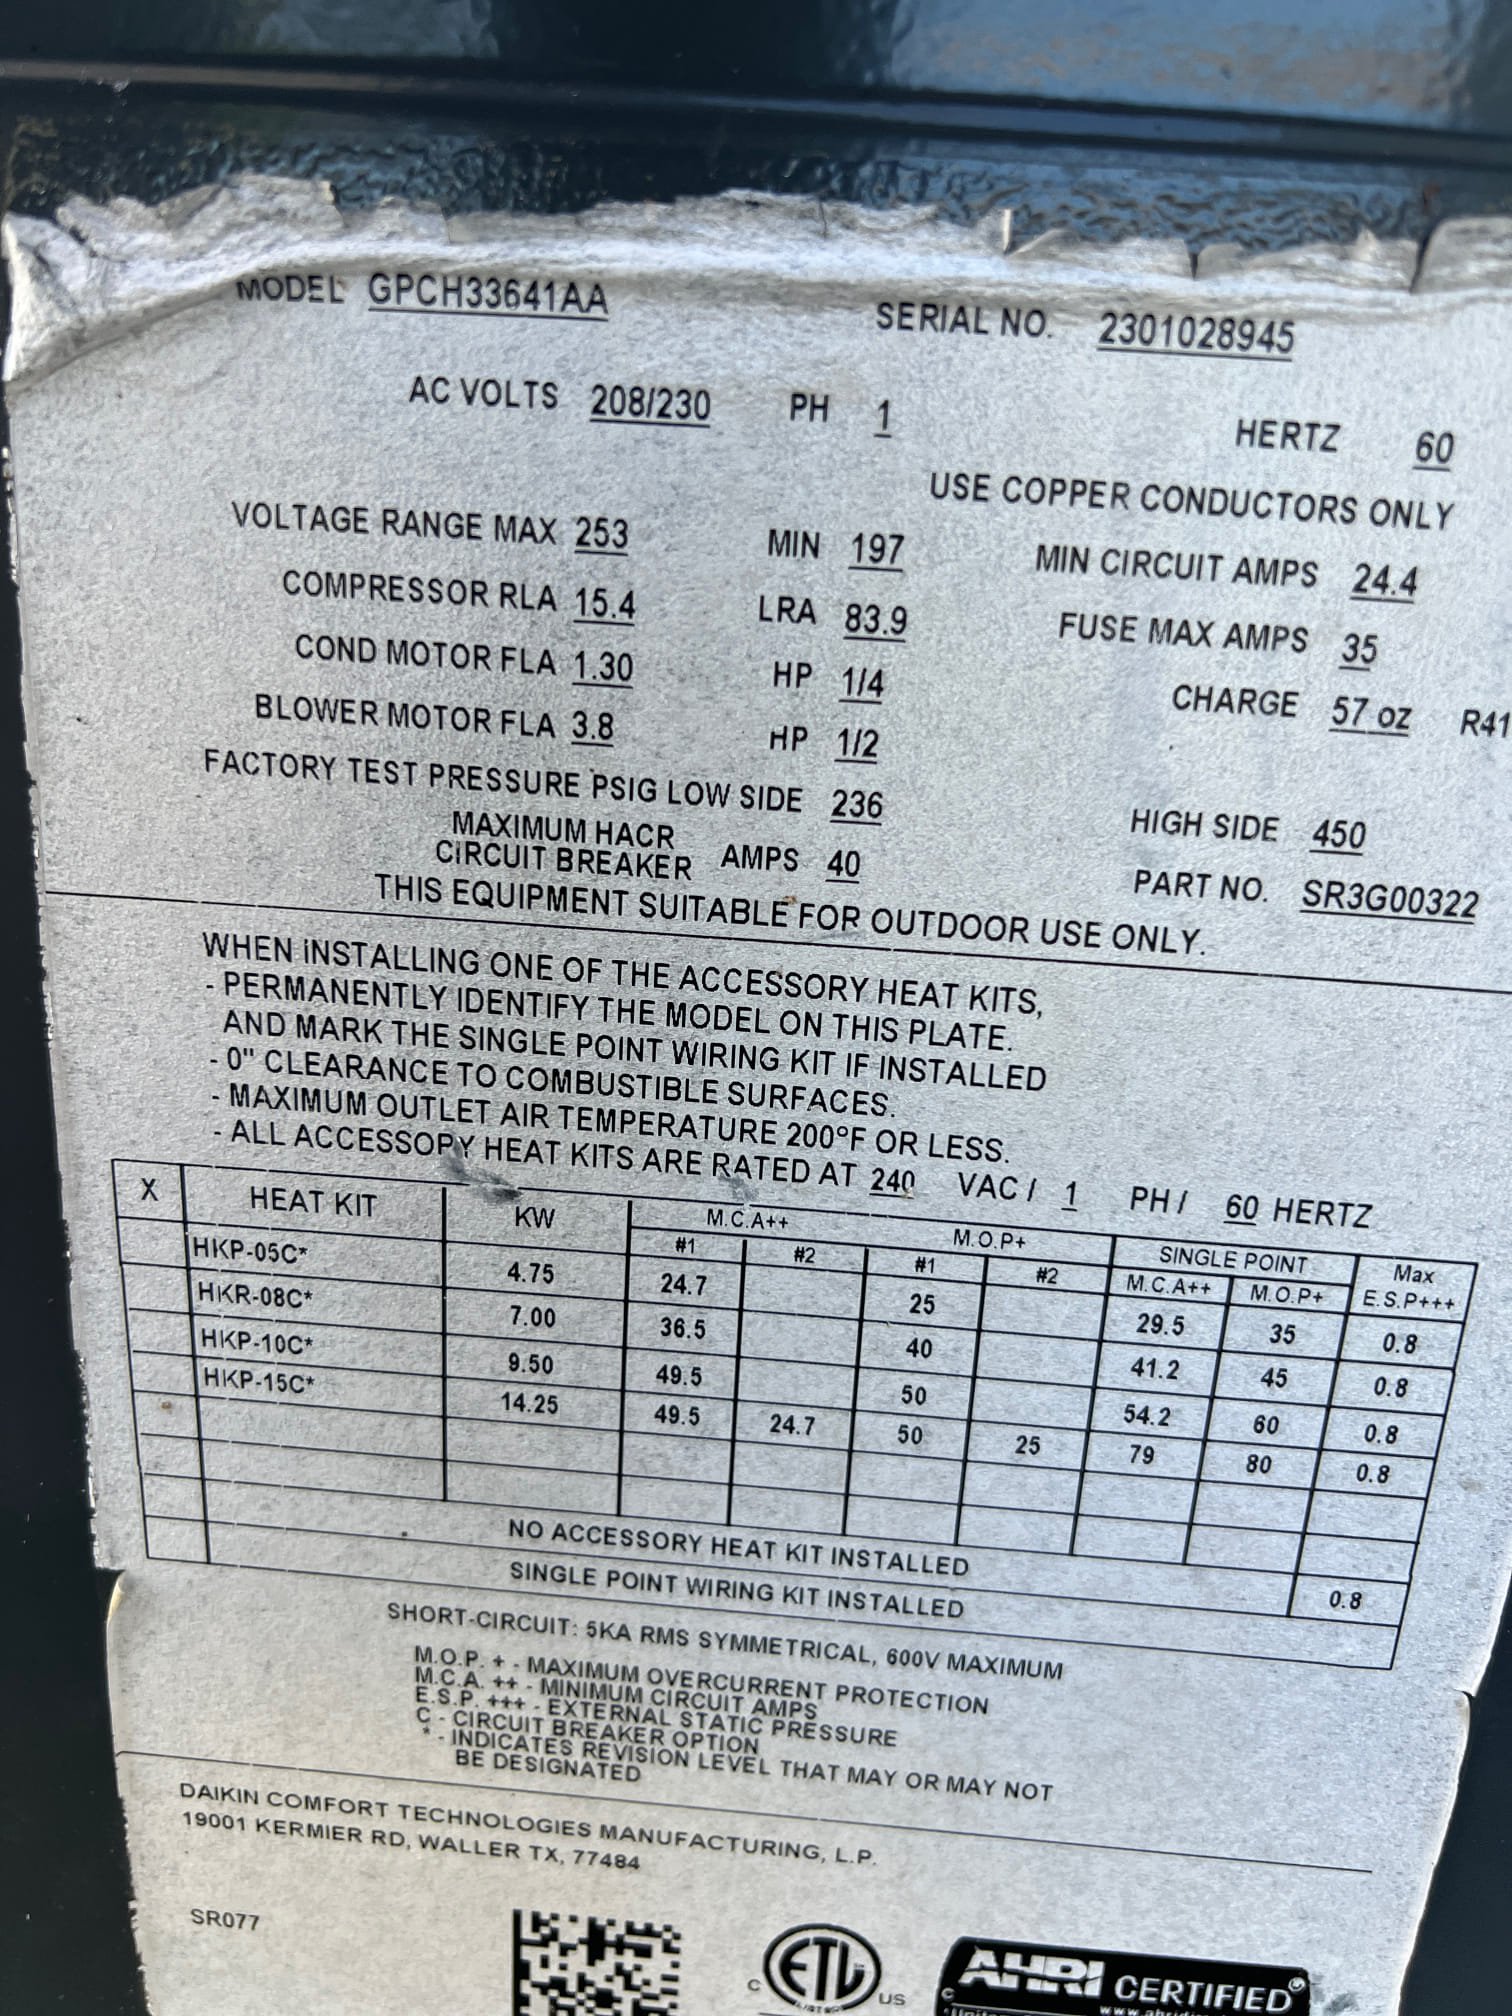 MODEL GPCH33641AA SERIAL NO. 2301028945
AC VOLTS 208/230 PH 1 HERTZ 60
USE COPPER CONDUCTORS ONLY
VOLTAGE RANGE MAX 253 MIN 197 MIN CIRCUIT AMPS 24.4
COMPRESSOR RLA 15.4 LRA 83.9 FUSE MAX AMPS 35
COND MOTOR FLA 1.30 HP 1/4 CHARGE 57 oz R41
BLOWER MOTOR FLA 3.8 HP 1/2
FACTORY TEST PRESSURE PSIG LOW SIDE 236 HIGH SIDE 450
MAXIMUM HACR
CIRCUIT BREAKER AMPS 40 PART NO. SR3G00322
THIS EQUIPMENT SUITABLE FOR OUTDOOR USE ONLY.
WHEN INSTALLING ONE OF THE ACCESSORY HEAT KITS,
- PERMANENTLY IDENTIFY THE MODEL ON THIS PLATE.
AND MARK THE SINGLE POINT WIRING KIT IF INSTALLED
- 0" CLEARANCE TO COMBUSTIBLE SURFACES.
- MAXIMUM OUTLET AIR TEMPERATURE 200°F OR LESS.
- ALL ACCESSORY HEAT KITS ARE RATED AT 240 VAC / 1 PH / 60 HERTZ
X HEAT KIT KW M.C.A++ M.O.P+ SINGLE POINT Max
#1 #2 #1 #2 M.C.A++ M.O.P+ E.S.P+++
HKP-05C* 4.75 24.7 25 29.5 35 0.8
HKR-08C* 7.00 36.5 40 41.2 45 0.8
HKP-10C* 9.50 49.5 50 54.2 60 0.8
HKP-15C* 14.25 49.5 24.7 50 25 79 80 0.8
NO ACCESSORY HEAT KIT INSTALLED 0.8
SINGLE POINT WIRING KIT INSTALLED
SHORT-CIRCUIT: 5KA RMS SYMMETRICAL, 600V MAXIMUM
M.O.P. + - MAXIMUM OVERCURRENT PROTECTION
M.C.A. ++ - MINIMUM CIRCUIT AMPS
E.S.P. +++ - EXTERNAL STATIC PRESSURE
C - CIRCUIT BREAKER OPTION
* - INDICATES REVISION LEVEL THAT MAY OR MAY NOT
BE DESIGNATED
DAIKIN COMFORT TECHNOLOGIES MANUFACTURING, L.P.
19001 KERMIER RD, WALLER TX, 77484
SR077
C ETL US
AHRI CERTIFIED